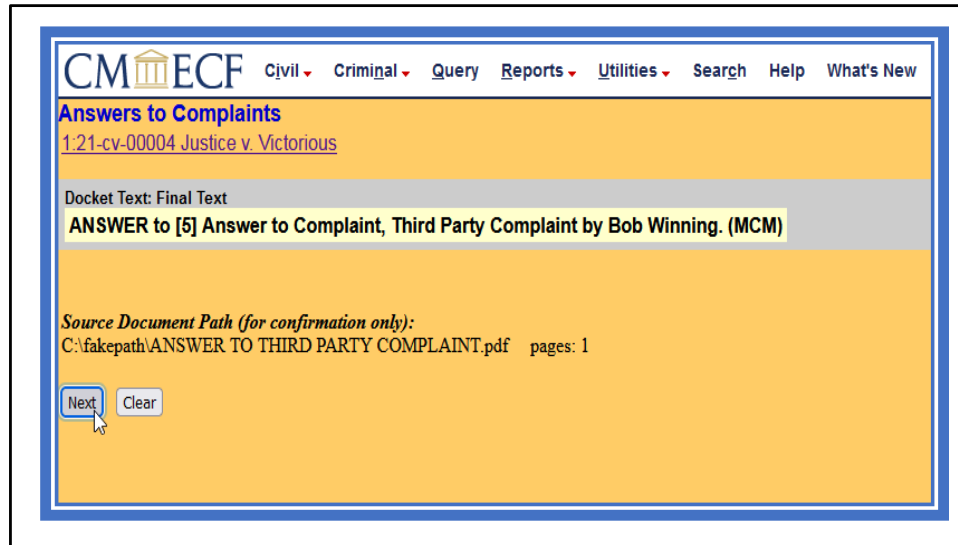 CM ECF Civil Criminal Query Reports Utilities Search Help What's New
Answers to Complaints
1:21-cv-00004 Justice v. Victorious
Docket Text: Final Text
ANSWER to [5] Answer to Complaint, Third Party Complaint by Bob Winning. (MCM)
Source Document Path (for confirmation only):
C:\fakepath\ANSWER TO THIRD PARTY COMPLAINT.pdf pages: 1
Next Clear